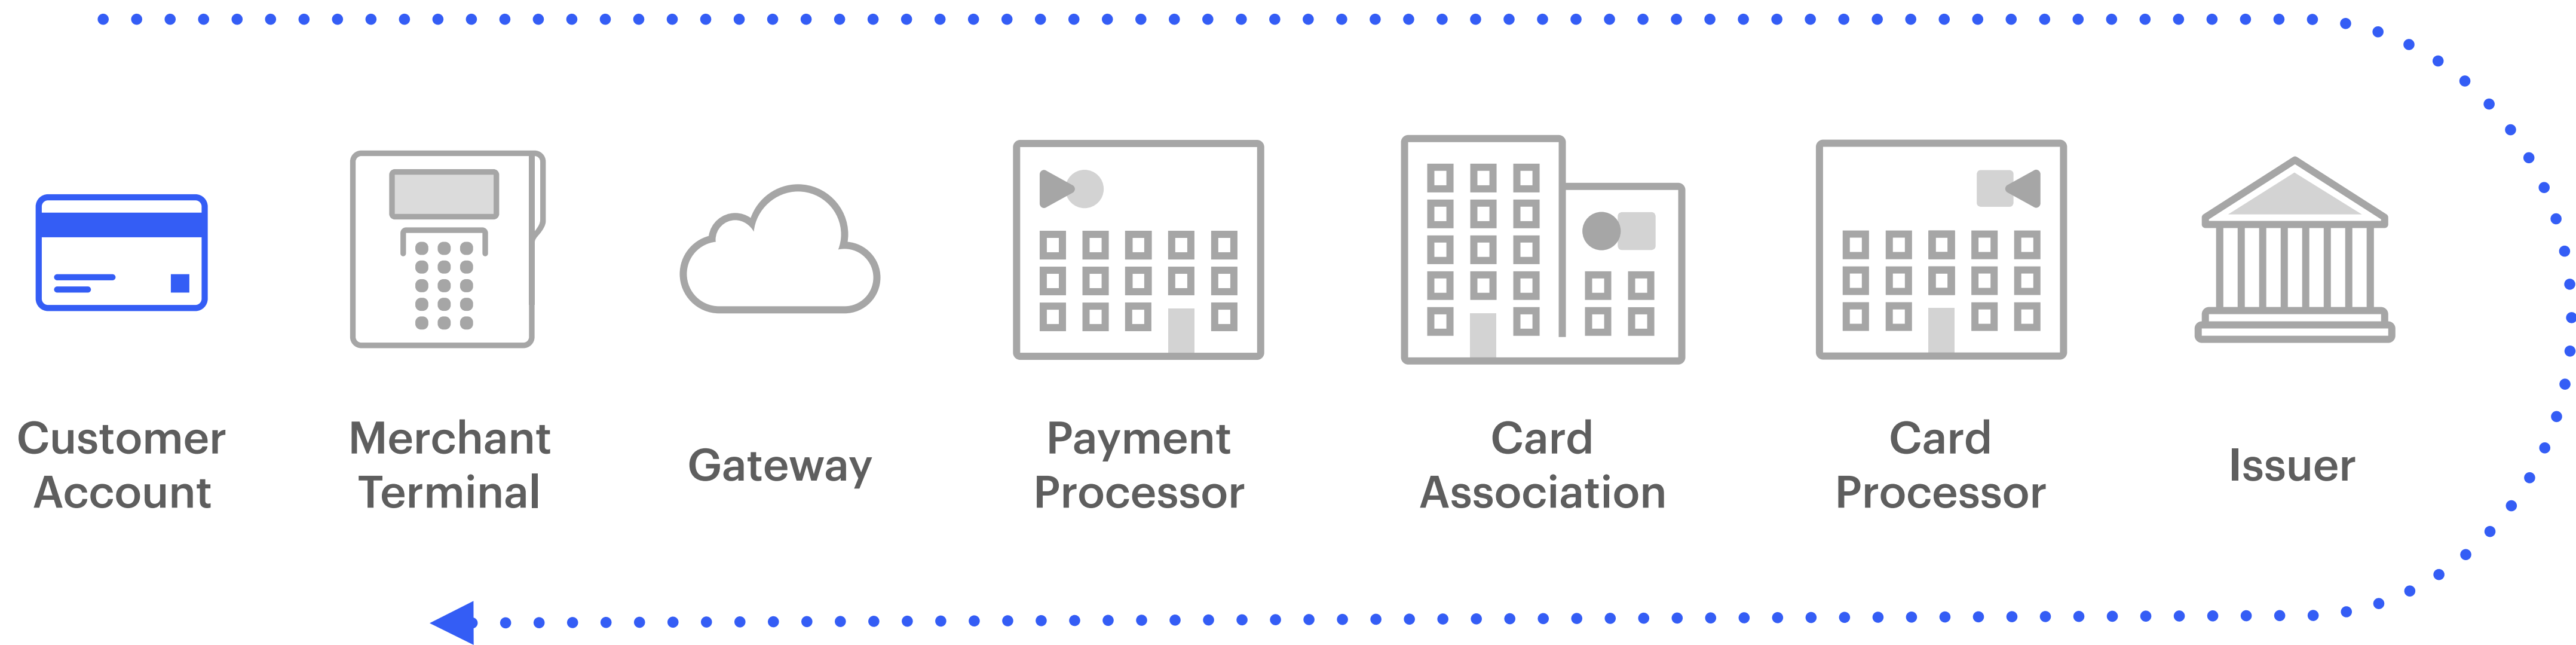 Customer
Account
Merchant
Terminal
Gateway
Payment
Processor
Card
Association
Card
Processor
Issuer